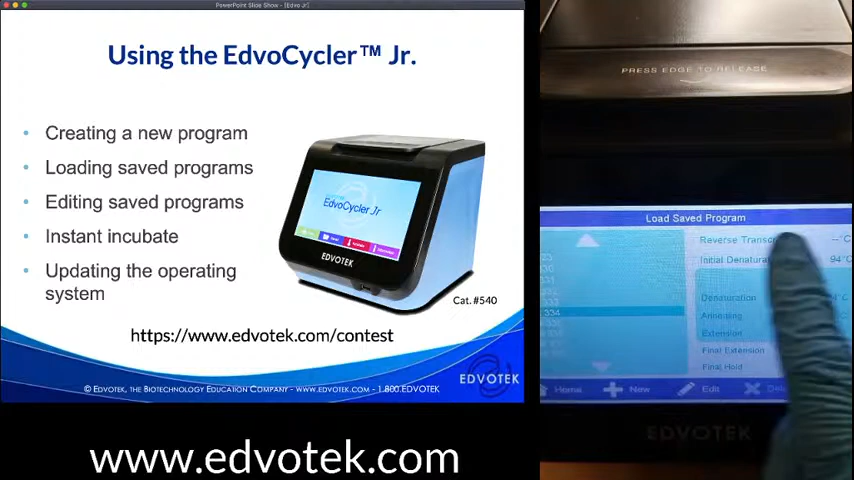 PowerPoint Slide Show - [Edvo Jr]
Using the EdvoCycler™ Jr.
• Creating a new program
• Loading saved programs
• Editing saved programs
• Instant incubate
• Updating the operating
system
EdvoCycler Jr
EDVOTEK
Cat. #540
https://www.edvotek.com/contest
© EDVOTEK, THE BIOTECHNOLOGY EDUCATION COMPANY - WWW.EDVOTEK.COM - 1.800.EDVOTEK
EDVOTEK
www.edvotek.com
PRESS EDGE TO RELEASE
Load Saved Program
Reverse -- °C
Initial 94°C
Denaturation
Annealing
Extension
334
Final Extension
Final Hold
Home New Edit
EDVOTEK